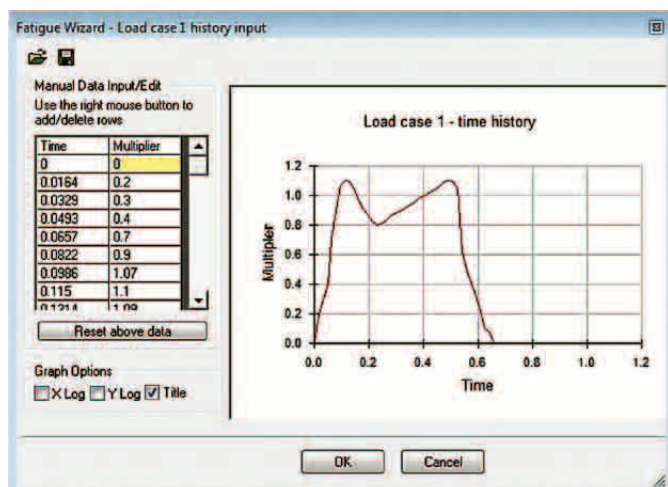 Fatigue Wizard - Load case 1 history input
Manual Data Input/Edit
Use the right mouse button to
add/delete rows
Time Multiplier
0 0
0.0164 0.2
0.0329 0.3
0.0493 0.4
0.0657 0.7
0.0822 0.9
0.0986 1.07
0.115 1.1
0.1314 1.09
Reset above data
Graph Options
X Log Y Log Title
Load case 1 - time history
Multipler
1.2
1.0
0.8
0.6
0.4
0.2
0.0
0.0 0.2 0.4 0.6 0.8 1.0 1.2
Time
OK Cancel